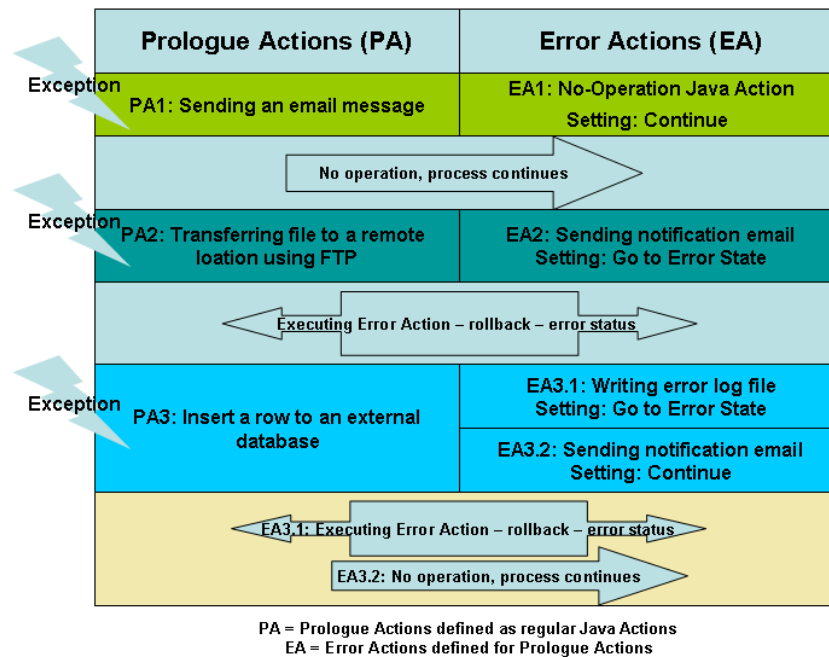 Prologue Actions (PA)
Error Actions (EA)
Exception
PA1: Sending an email message
EA1: No-Operation Java Action
Setting: Continue
No operation, process continues
Exception
PA2: Transferring file to a remote
loation using FTP
EA2: Sending notification email
Setting: Go to Error State
Executing Error Action – rollback – error status
Exception
PA3: Insert a row to an external
database
EA3.1: Writing error log file
Setting: Go to Error State
EA3.2: Sending notification email
Setting: Continue
EA3.1: Executing Error Action – rollback – error status
EA3.2: No operation, process continues
PA = Prologue Actions defined as regular Java Actions
EA = Error Actions defined for Prologue Actions